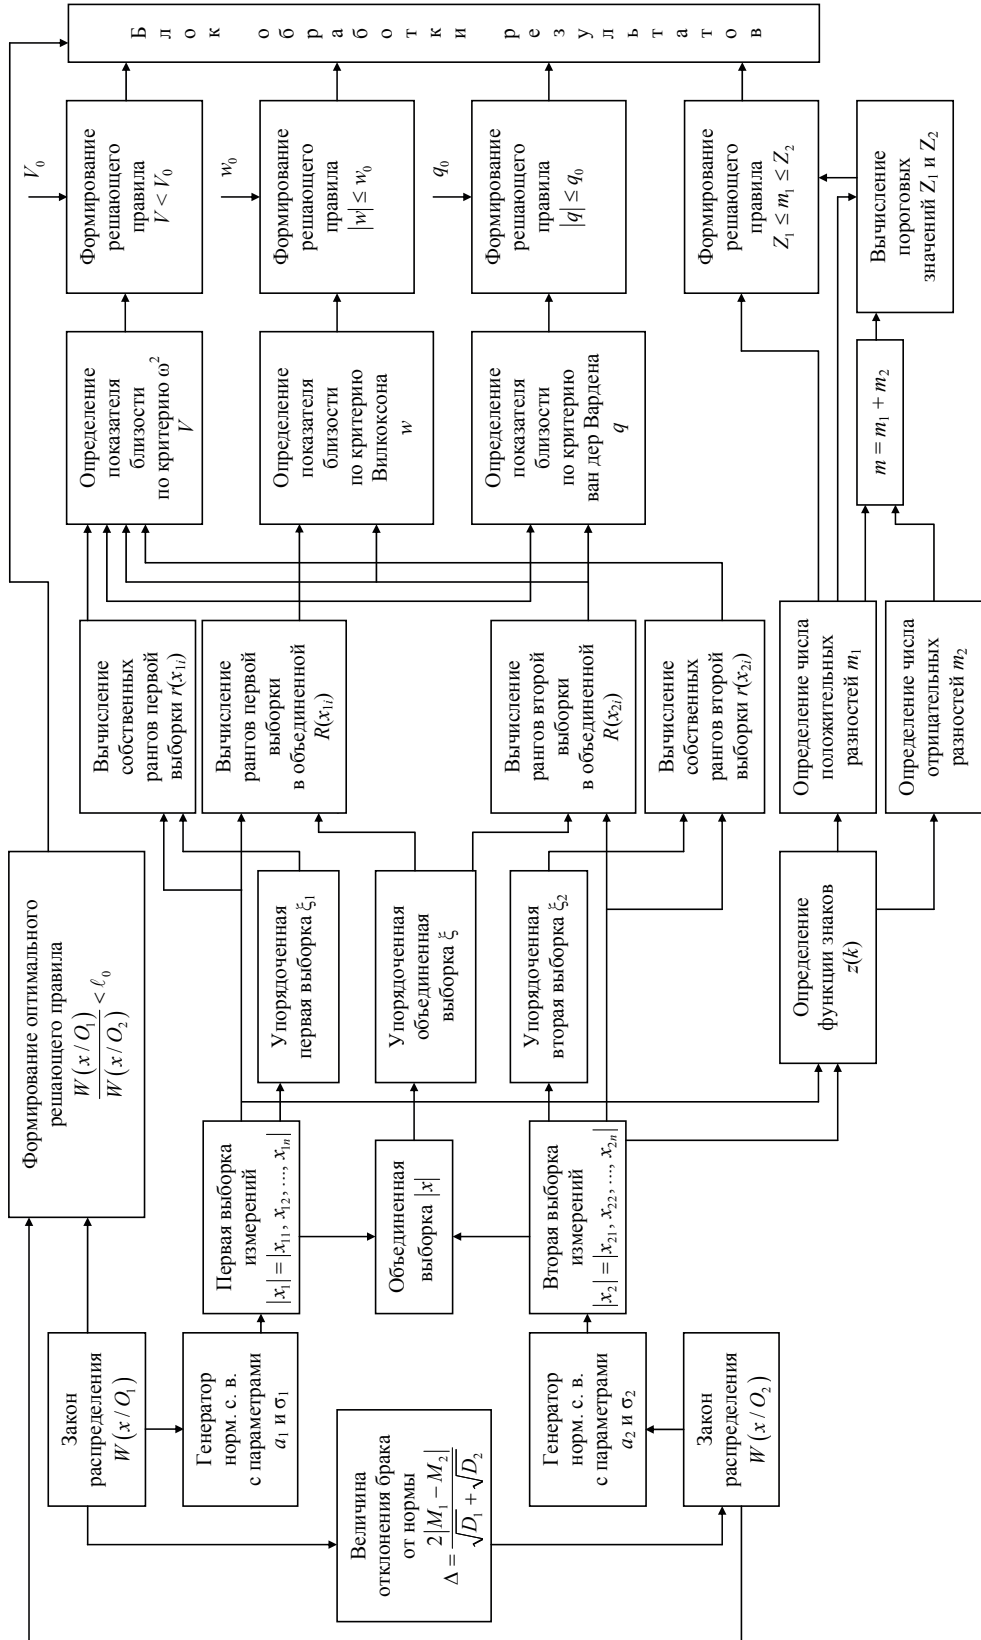 Закон
распределения
W(x / O₁)
Генератор
норм. с. в.
с параметрами
a₁ и σ₁
Величина
отклонения брака
от нормы
Δ = 2|M₁ − M₂| / (√D₁ + √D₂)
Генератор
норм. с. в.
с параметрами
a₂ и σ₂
Закон
распределения
W(x / O₂)
Формирование оптимального
решающего правила
W(x / O₁) / W(x / O₂) < ℓ₀
Первая выборка
измерений
|x₁| = |x₁₁, x₁₂, ..., x₁ₙ|
Объединенная
выборка |x|
Вторая выборка
измерений
|x₂| = |x₂₁, x₂₂, ..., x₂ₙ|
Упорядоченная
первая выборка ξ₁
Упорядоченная
объединенная
выборка ξ
Упорядоченная
вторая выборка ξ₂
Определение
функции знаков
z(k)
Вычисление
собственных
рангов первой
выборки r(x₁ᵢ)
Вычисление
рангов первой
выборки
в объединенной
R(x₁ᵢ)
Вычисление
рангов второй
выборки
в объединенной
R(x₂ᵢ)
Вычисление
собственных
рангов второй
выборки r(x₂ᵢ)
Определение числа
положительных
разностей m₁
Определение числа
отрицательных
разностей m₂
Определение
показателя
близости
по критерию ω²
V
Определение
показателя
близости
по критерию
Вилкоксона
w
Определение
показателя
близости
по критерию
ван дер Вардена
q
m = m₁ + m₂
V₀
Формирование
решающего
правила
V < V₀
w₀
Формирование
решающего
правила
|w| ≤ w₀
q₀
Формирование
решающего
правила
|q| ≤ q₀
Формирование
решающего
правила
Z₁ ≤ m₁ ≤ Z₂
Вычисление
пороговых
значений Z₁ и Z₂
Блок обработки результатов